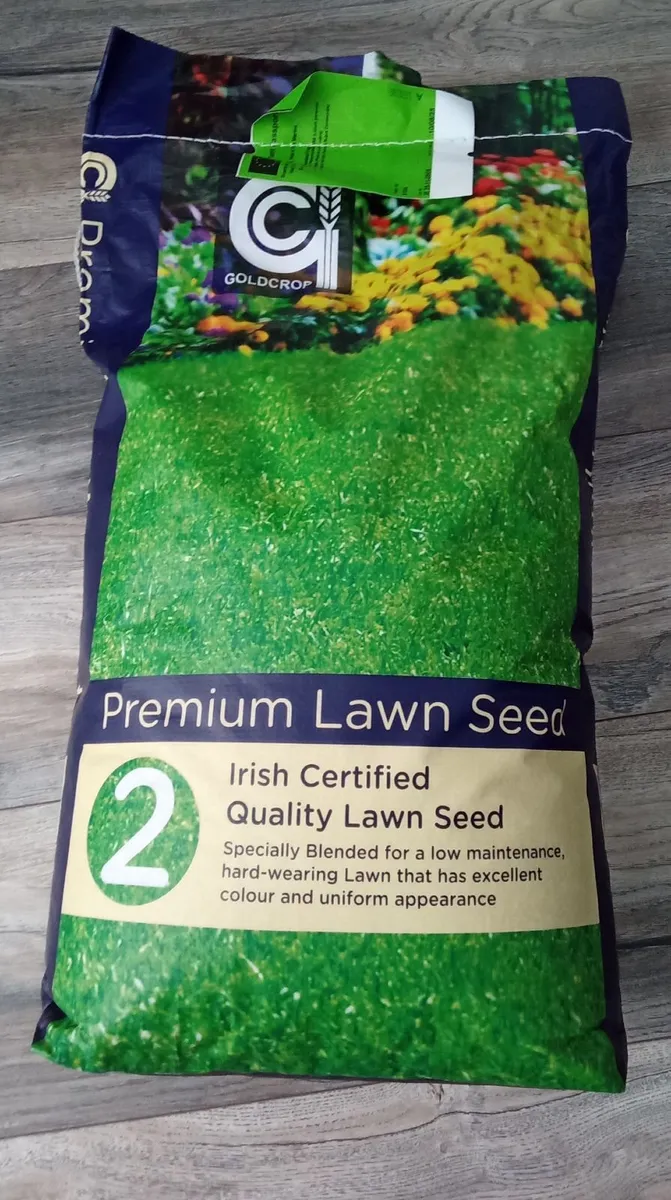 GOLDCROP
Premium Lawn Seed
2
Irish Certified
Quality Lawn Seed
Specially Blended for a low maintenance,
hard-wearing Lawn that has excellent
colour and uniform appearance